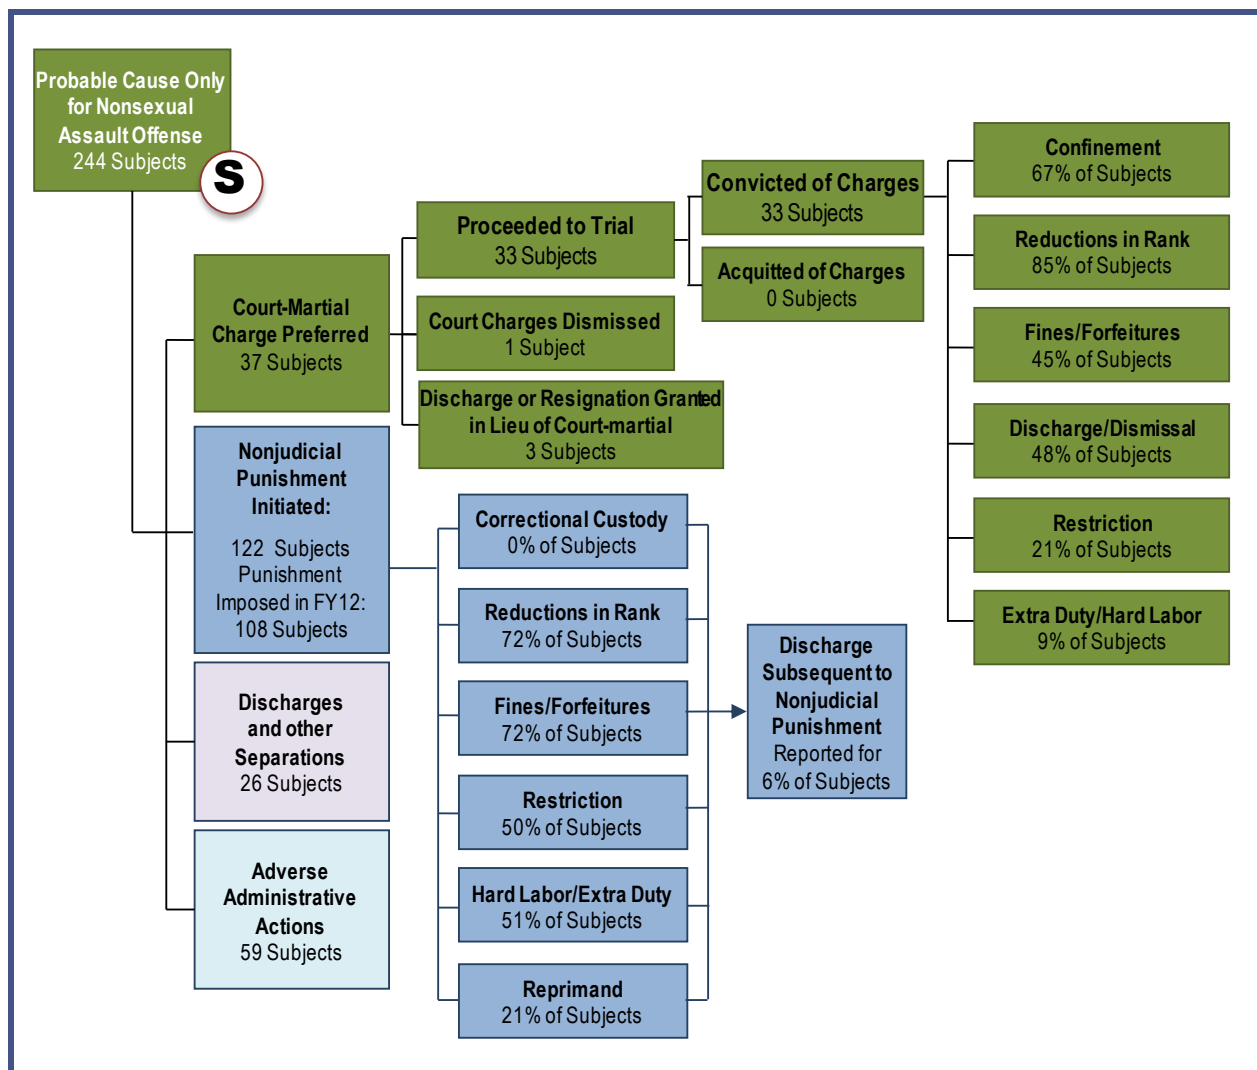 Probable Cause Only
for Nonsexual
Assault Offense
244 Subjects
S
Court-Martial
Charge Preferred
37 Subjects
Proceeded to Trial
33 Subjects
Court Charges Dismissed
1 Subject
Discharge or Resignation Granted
in Lieu of Court-martial
3 Subjects
Convicted of Charges
33 Subjects
Acquitted of Charges
0 Subjects
Confinement
67% of Subjects
Reductions in Rank
85% of Subjects
Fines/Forfeitures
45% of Subjects
Discharge/Dismissal
48% of Subjects
Restriction
21% of Subjects
Extra Duty/Hard Labor
9% of Subjects
Nonjudicial
Punishment
Initiated:
122 Subjects
Punishment
Imposed in FY12:
108 Subjects
Correctional Custody
0% of Subjects
Reductions in Rank
72% of Subjects
Fines/Forfeitures
72% of Subjects
Restriction
50% of Subjects
Hard Labor/Extra Duty
51% of Subjects
Reprimand
21% of Subjects
Discharge
Subsequent to
Nonjudicial
Punishment
Reported for
6% of Subjects
Discharges
and other
Separations
26 Subjects
Adverse
Administrative
Actions
59 Subjects